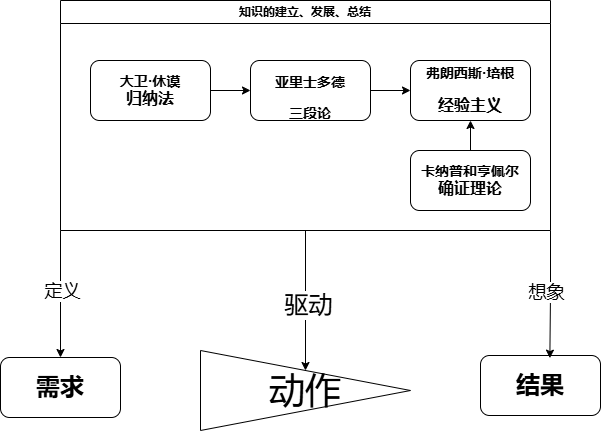 知识的建立、发展、总结
大卫·休谟
归纳法
亚里士多德
三段论
弗朗西斯·培根
经验主义
卡纳普和亨佩尔
确证理论
定义
驱动
想象
需求
动作
结果